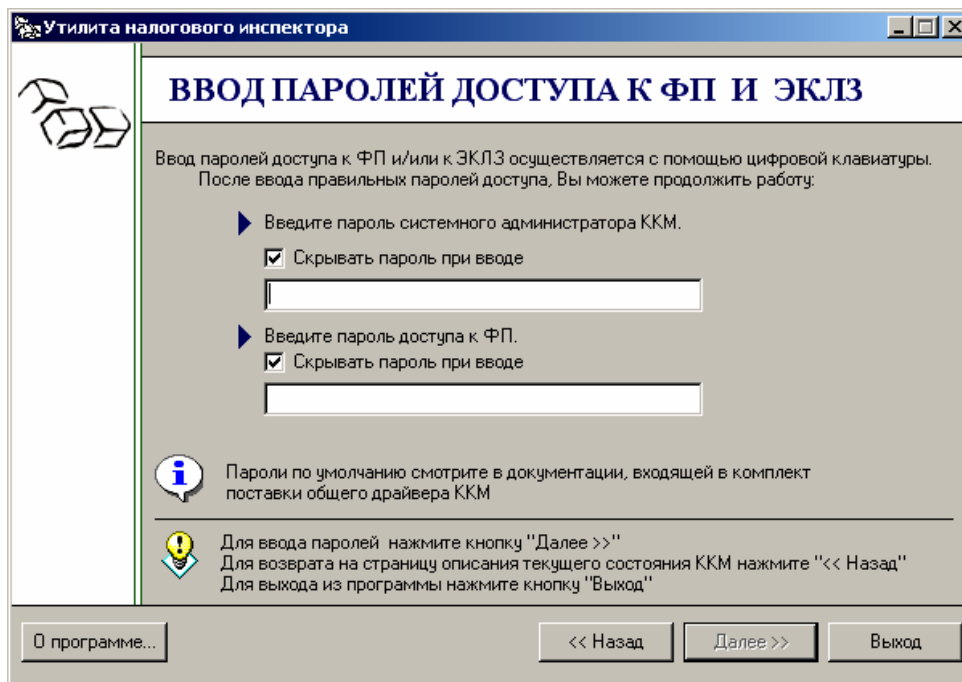 Утилита налогового инспектора
ВВОД ПАРОЛЕЙ ДОСТУПА К ФП И ЭКЛЗ
Ввод паролей доступа к ФП и/или к ЭКЛЗ осуществляется с помощью цифровой клавиатуры.
После ввода правильных паролей доступа, Вы можете продолжить работу:
Введите пароль системного администратора ККМ.
Скрывать пароль при вводе
Введите пароль доступа к ФП.
Скрывать пароль при вводе
Пароли по умолчанию смотрите в документации, входящей в комплект
поставки общего драйвера ККМ
Для ввода паролей нажмите кнопку "Далее >>"
Для возврата на страницу описания текущего состояния ККМ нажмите "<< Назад"
Для выхода из программы нажмите кнопку "Выход"
О программе...
<< Назад
Далее >>
Выход